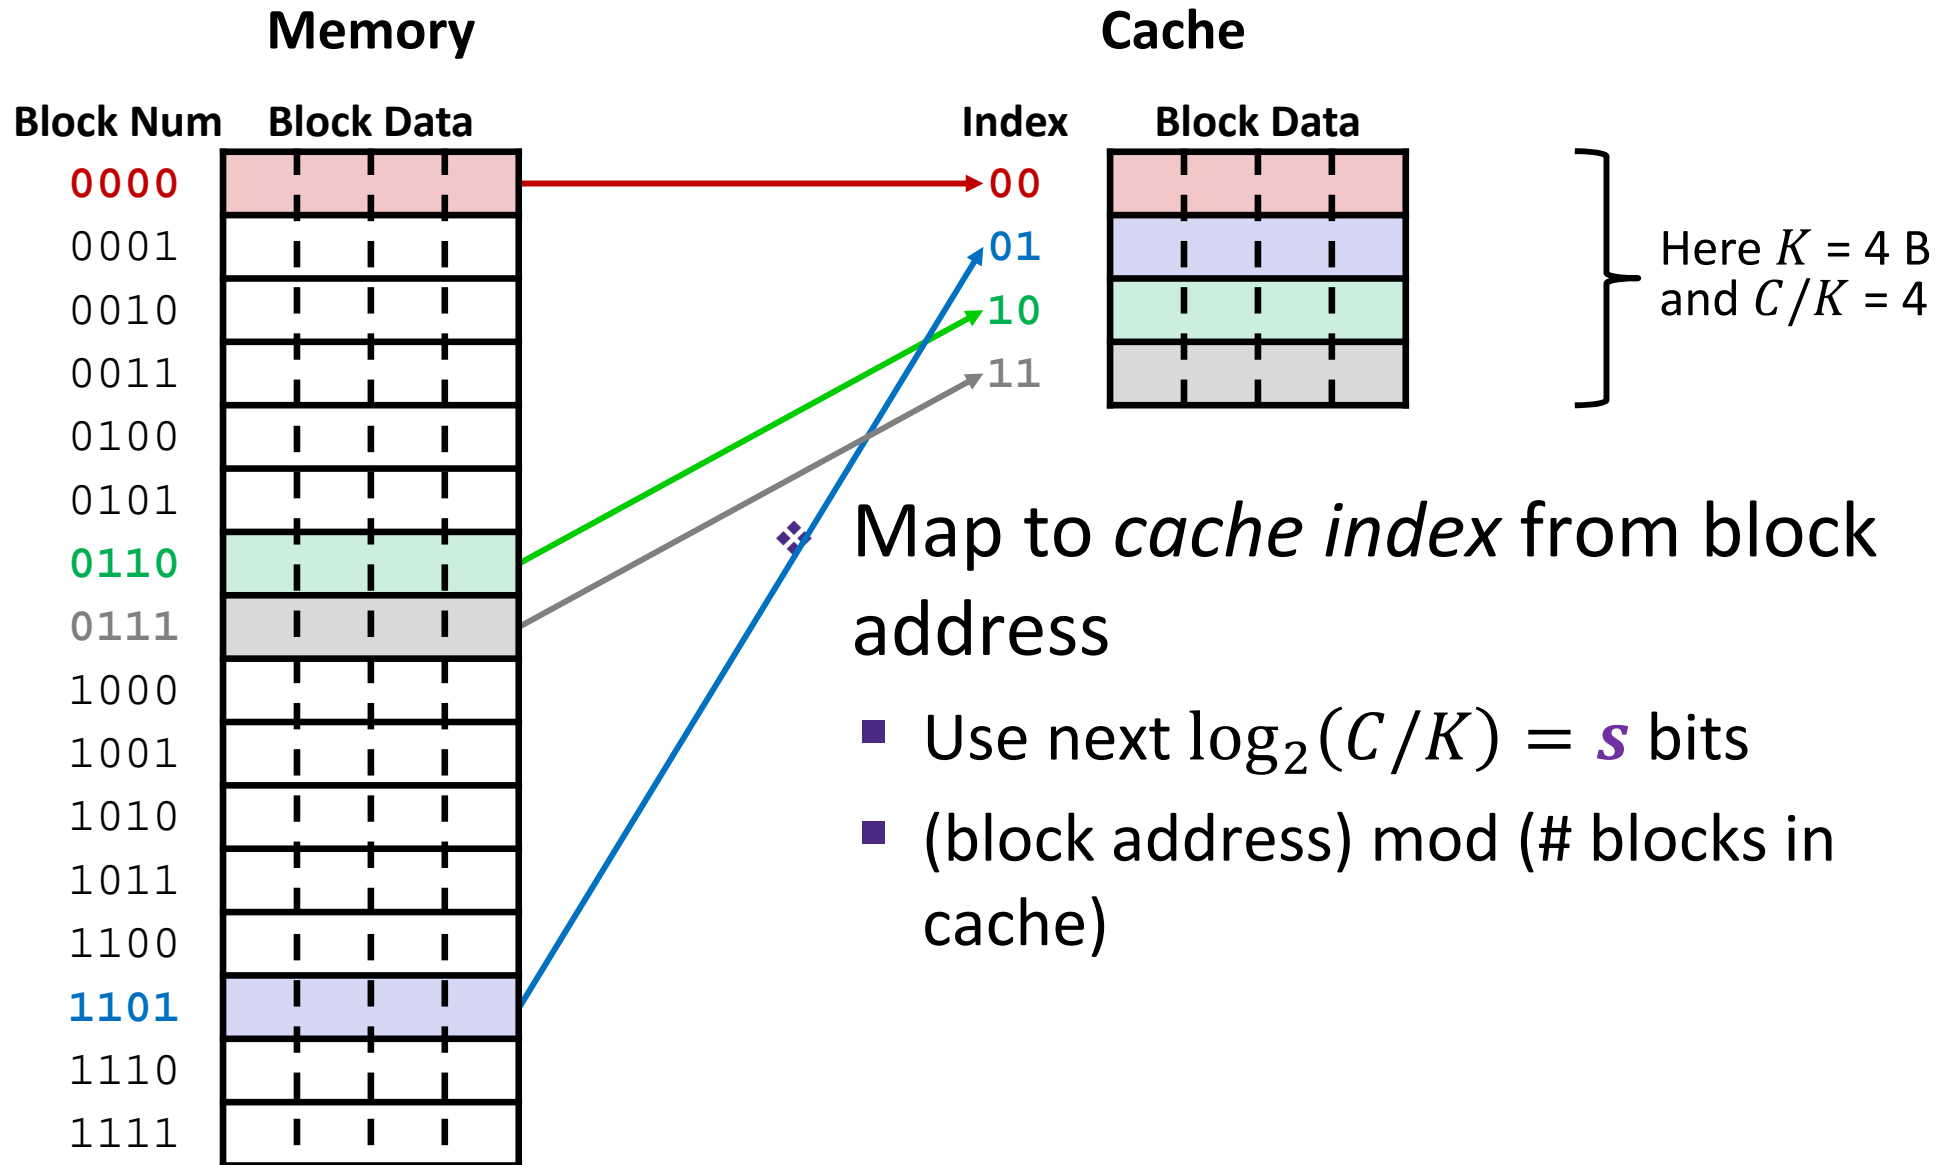 Memory
Cache
Block Num Block Data
Index Block Data
0000
0001
0010
0011
0100
0101
0110
0111
1000
1001
1010
1011
1100
1101
1110
1111
00
01
10
11
Here K = 4 B
and C/K = 4
❖ Map to cache index from block
address
▪ Use next log₂(C/K) = s bits
▪ (block address) mod (# blocks in
cache)